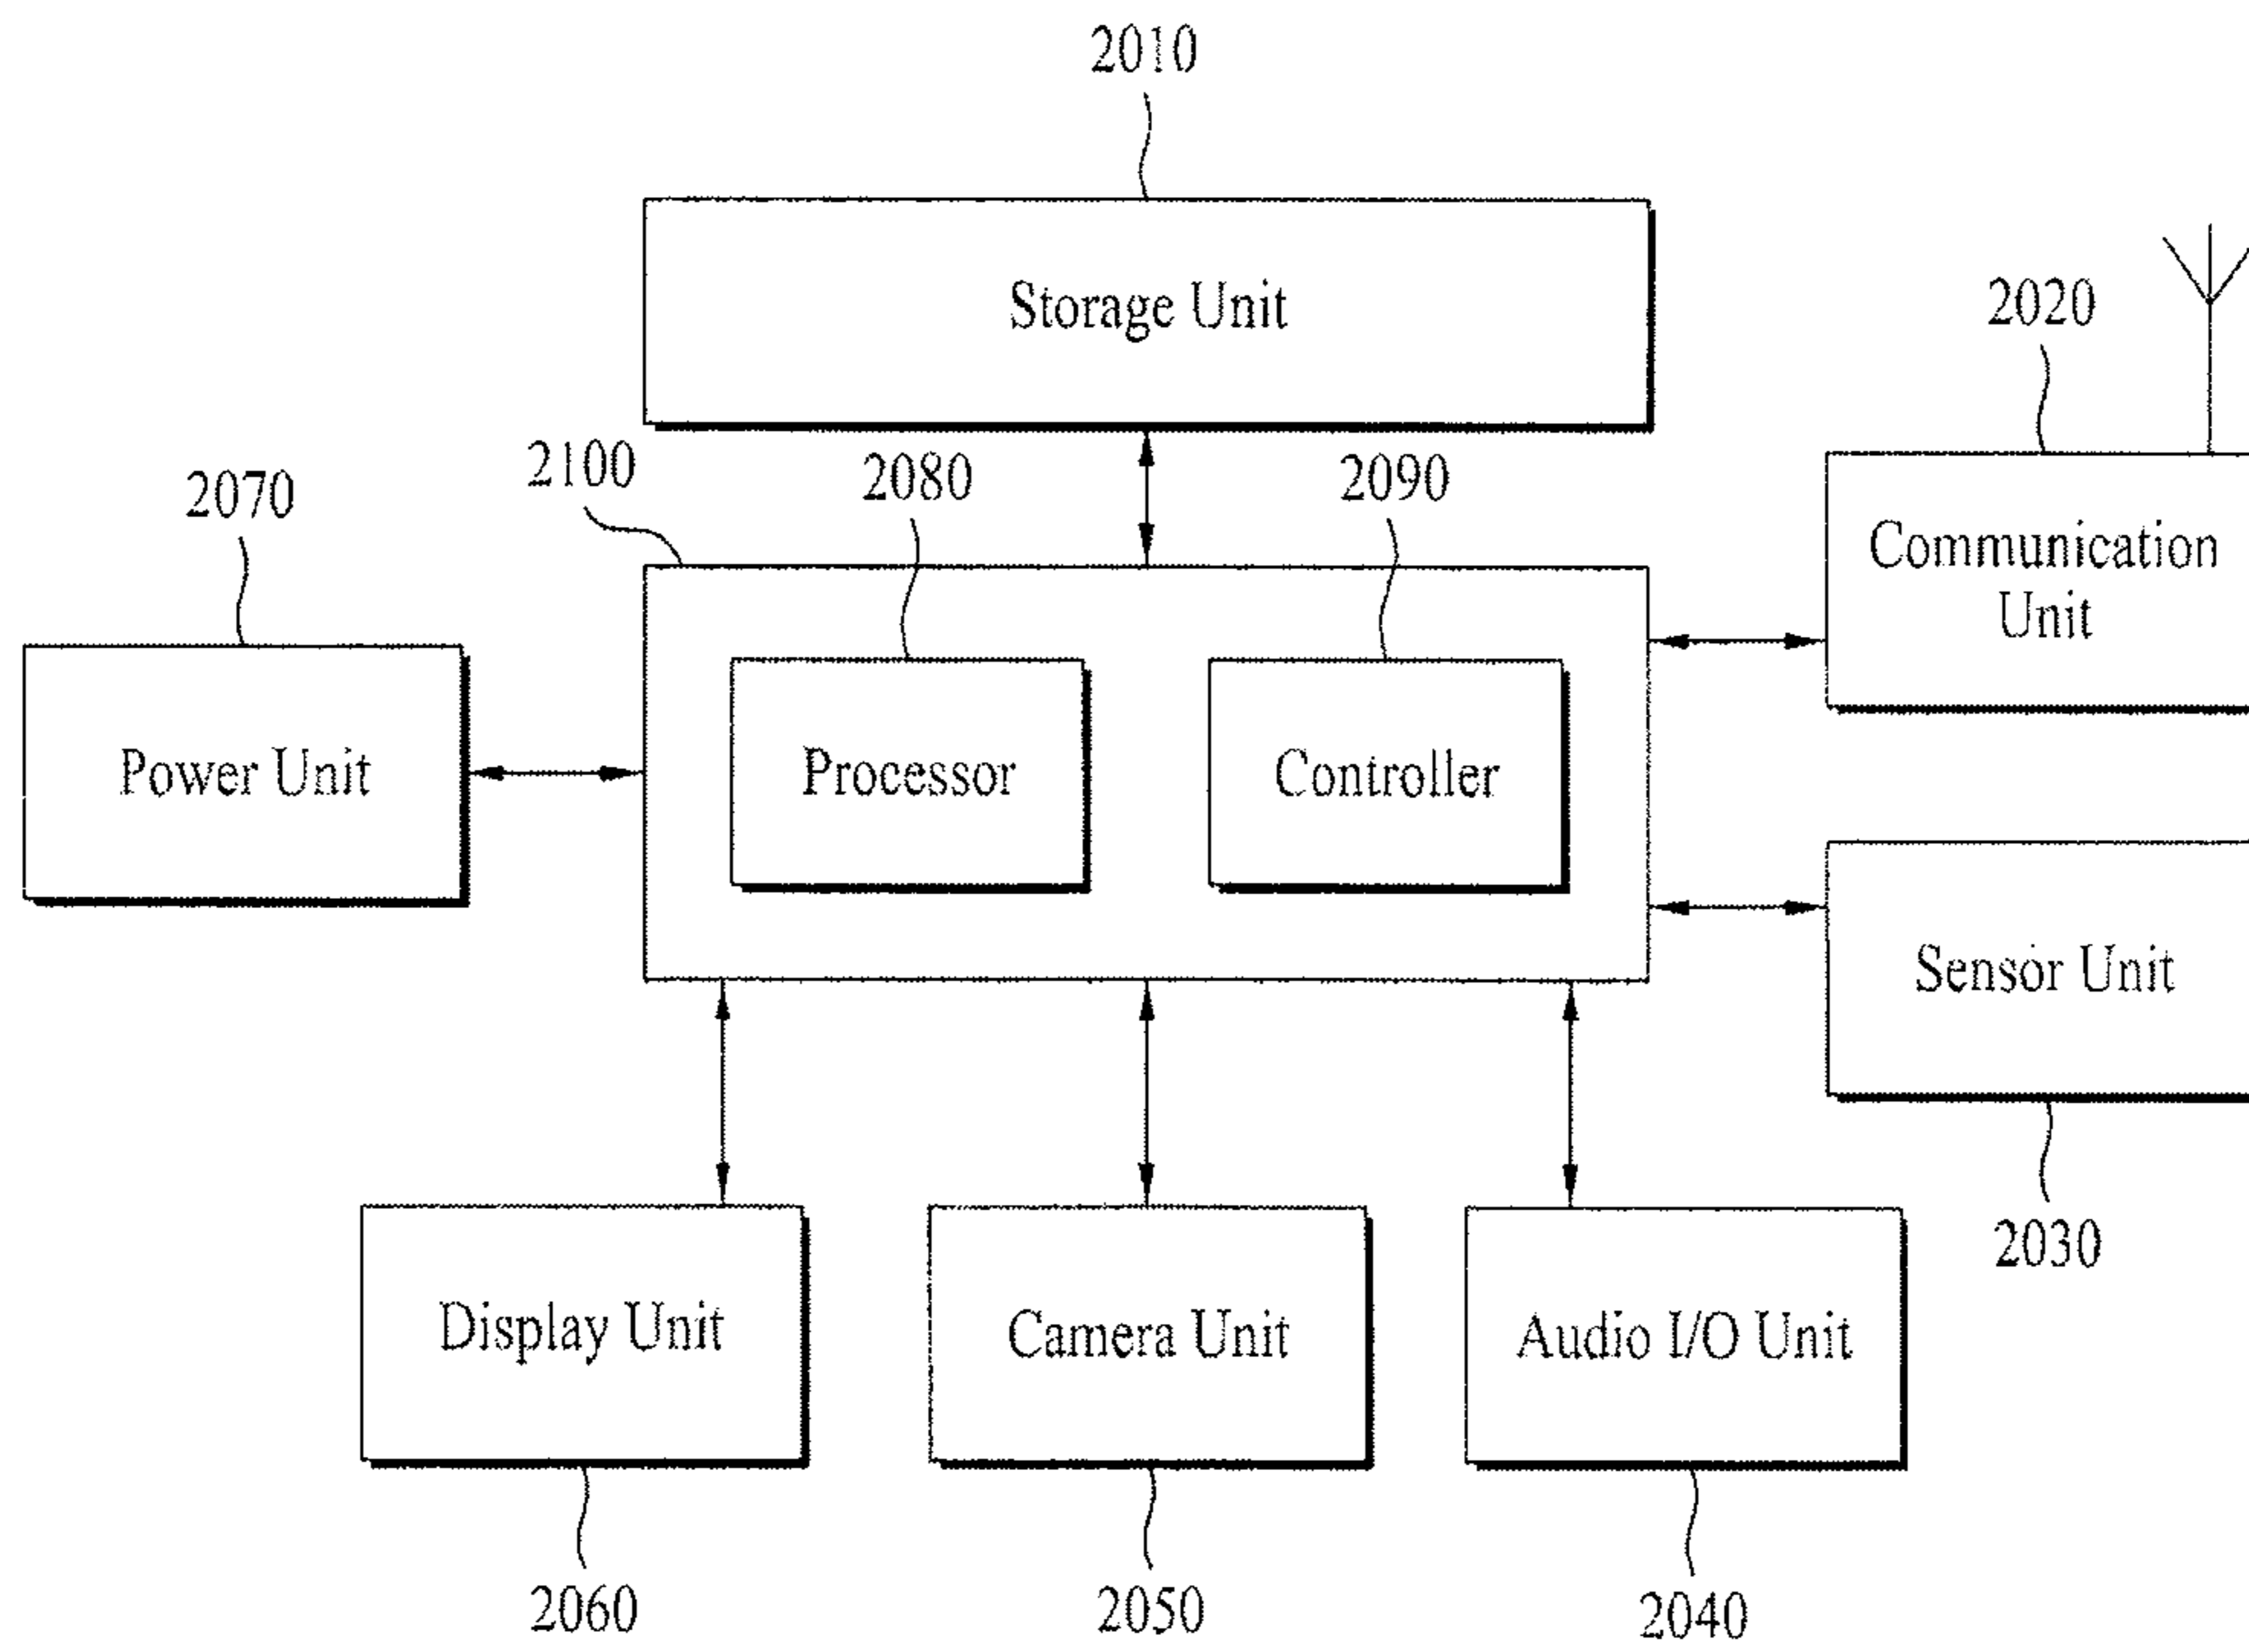 2010
Storage Unit
2020
2100
2080
2090
2070
Communication
Unit
Power Unit
Processor
Controller
Sensor Unit
2030
Display Unit
Camera Unit
Audio I/O Unit
2060
2050
2040